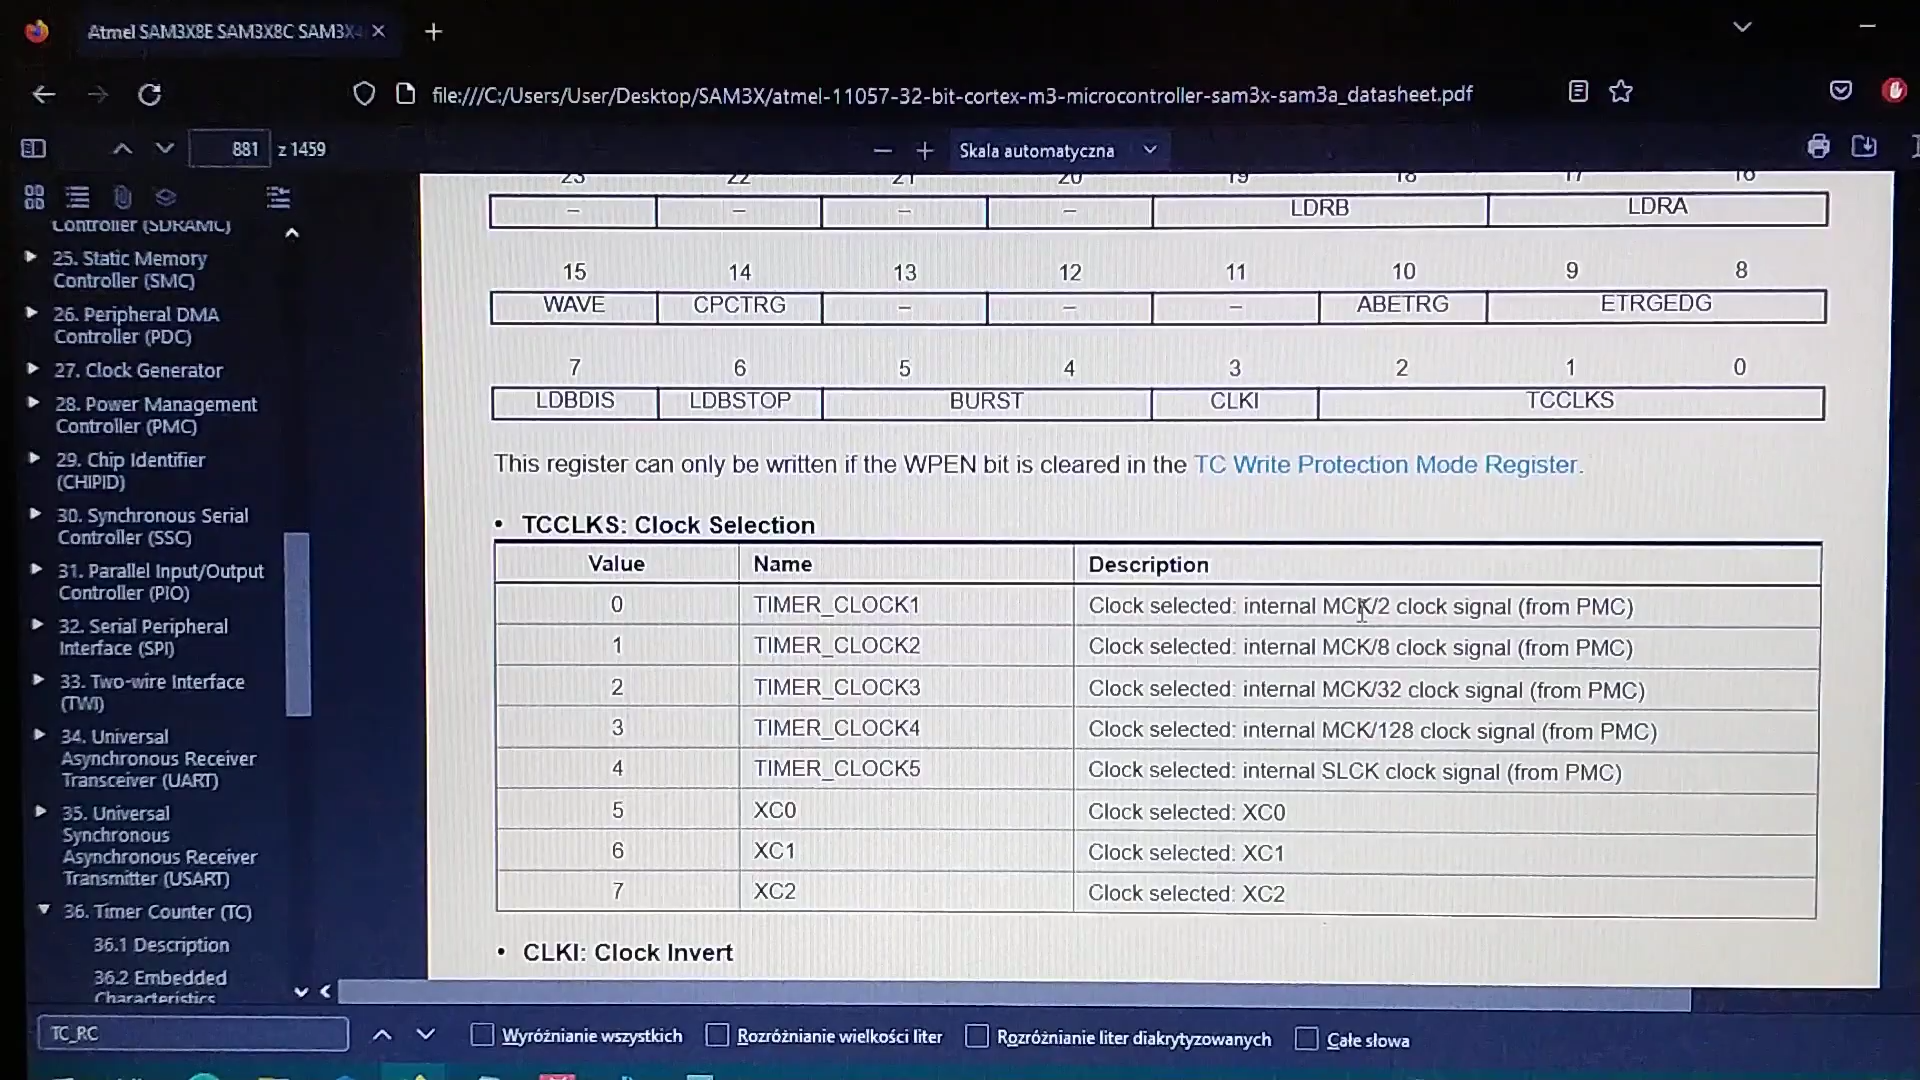 Atmel SAM3X8E SAM3X8C SAM3X4
file:///C:/Users/User/Desktop/SAM3X/atmel-11057-32-bit-cortex-m3-microcontroller-sam3x-sam3a_datasheet.pdf
881 z 1459
Skala automatyczna
Controller (SDRAMC)
25. Static Memory
Controller (SMC)
26. Peripheral DMA
Controller (PDC)
27. Clock Generator
28. Power Management
Controller (PMC)
29. Chip Identifier
(CHIPID)
30. Synchronous Serial
Controller (SSC)
31. Parallel Input/Output
Controller (PIO)
32. Serial Peripheral
Interface (SPI)
33. Two-wire Interface
(TWI)
34. Universal
Asynchronous Receiver
Transceiver (UART)
35. Universal
Synchronous
Asynchronous Receiver
Transmitter (USART)
36. Timer Counter (TC)
36.1 Description
36.2 Embedded
Characteristics
23 22 21 20 19 18 17 16
– – – – LDRB LDRA
15 14 13 12 11 10 9 8
WAVE CPCTRG – – – ABETRG ETRGEDG
7 6 5 4 3 2 1 0
LDBDIS LDBSTOP BURST CLKI TCCLKS
This register can only be written if the WPEN bit is cleared in the TC Write Protection Mode Register.
• TCCLKS: Clock Selection
Value Name Description
0 TIMER_CLOCK1 Clock selected: internal MCK/2 clock signal (from PMC)
1 TIMER_CLOCK2 Clock selected: internal MCK/8 clock signal (from PMC)
2 TIMER_CLOCK3 Clock selected: internal MCK/32 clock signal (from PMC)
3 TIMER_CLOCK4 Clock selected: internal MCK/128 clock signal (from PMC)
4 TIMER_CLOCK5 Clock selected: internal SLCK clock signal (from PMC)
5 XC0 Clock selected: XC0
6 XC1 Clock selected: XC1
7 XC2 Clock selected: XC2
• CLKI: Clock Invert
TC_RC
Wyróżnianie wszystkich Rozróżnianie wielkości liter Rozróżnianie liter diakrytyzowanych Całe słowa